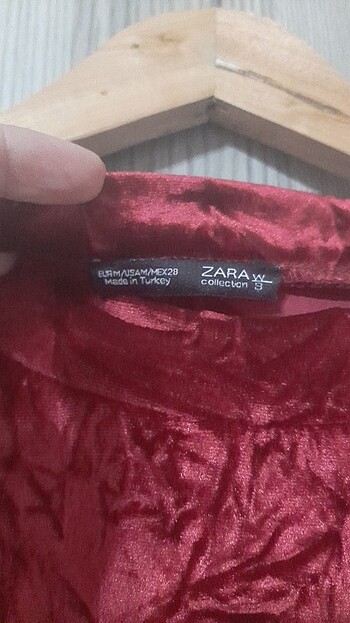 EUR M/USA M/MEX 28
Made in Turkey
ZARA
collection
W/S